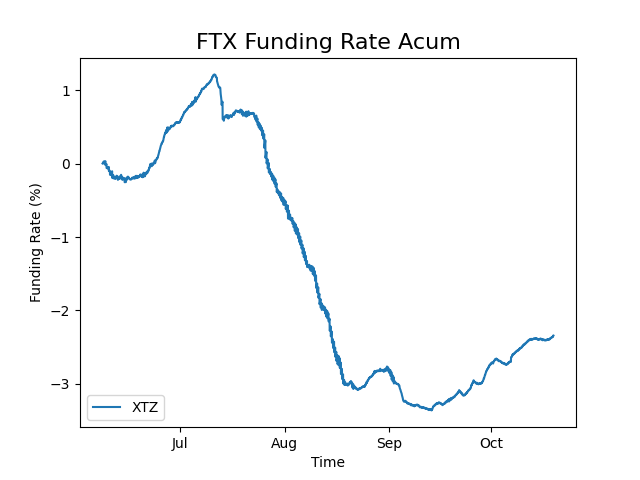 FTX Funding Rate Acum
Funding Rate (%)
1
0
−1
−2
−3
XTZ
Jul
Aug
Sep
Oct
Time